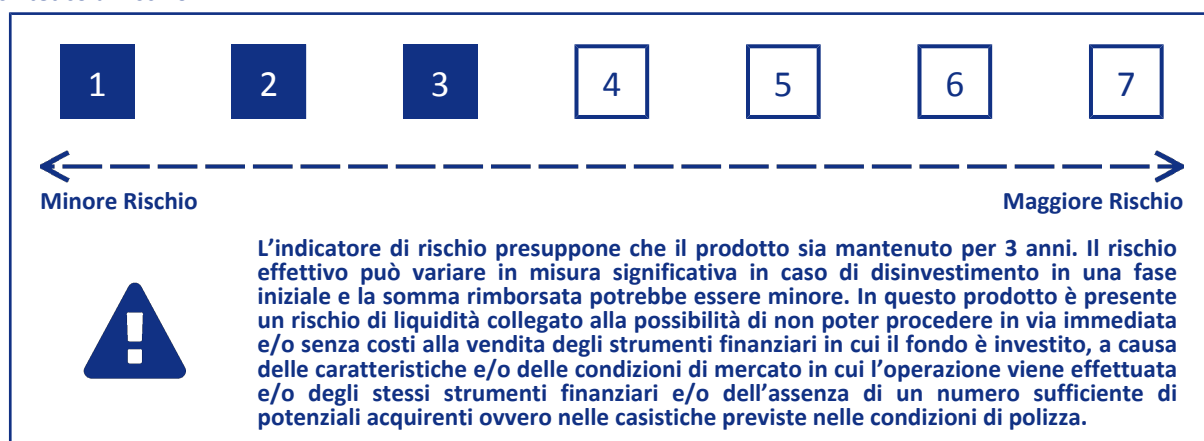 1 2 3 4 5 6 7
Minore Rischio Maggiore Rischio
L’indicatore di rischio presuppone che il prodotto sia mantenuto per 3 anni. Il rischio
effettivo può variare in misura significativa in caso di disinvestimento in una fase
iniziale e la somma rimborsata potrebbe essere minore. In questo prodotto è presente
un rischio di liquidità collegato alla possibilità di non poter procedere in via immediata
e/o senza costi alla vendita degli strumenti finanziari in cui il fondo è investito, a causa
delle caratteristiche e/o delle condizioni di mercato in cui l’operazione viene effettuata
e/o degli stessi strumenti finanziari e/o dell’assenza di un numero sufficiente di
potenziali acquirenti ovvero nelle casistiche previste nelle condizioni di polizza.